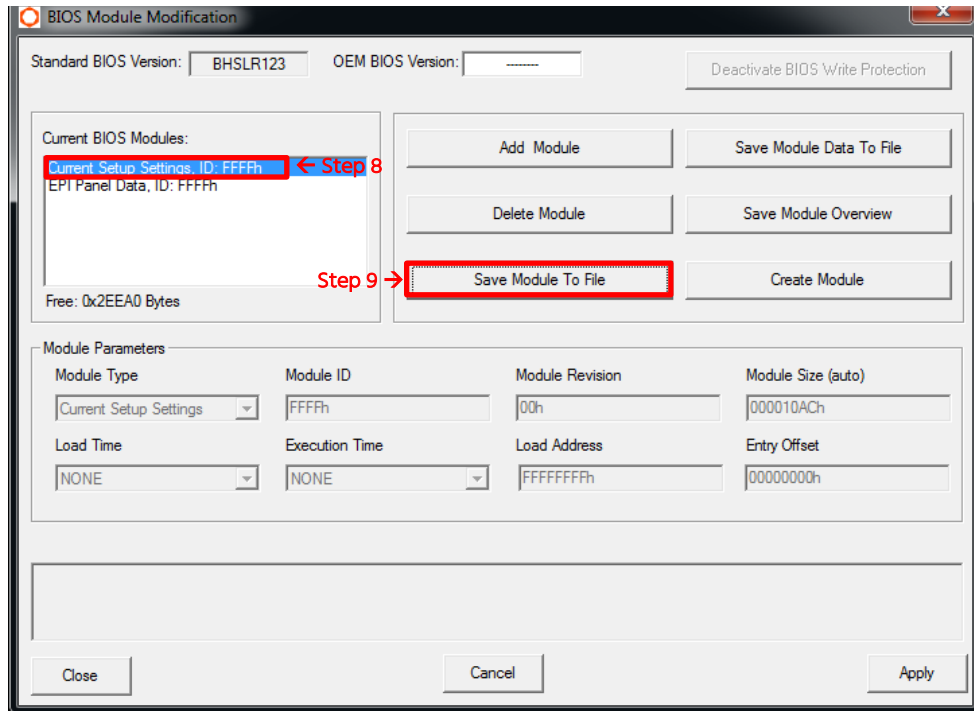 BIOS Module Modification
Standard BIOS Version: BHSLR123 OEM BIOS Version: --------
Deactivate BIOS Write Protection
Current BIOS Modules:
Current Setup Settings, ID: FFFFh ← Step 8
EPI Panel Data, ID: FFFFh
Free: 0x2EEA0 Bytes
Add Module Save Module Data To File
Delete Module Save Module Overview
Step 9 → Save Module To File Create Module
Module Parameters
Module Type Module ID Module Revision Module Size (auto)
Current Setup Settings FFFFh 00h 000010ACh
Load Time Execution Time Load Address Entry Offset
NONE NONE FFFFFFFFh 00000000h
Close Cancel Apply